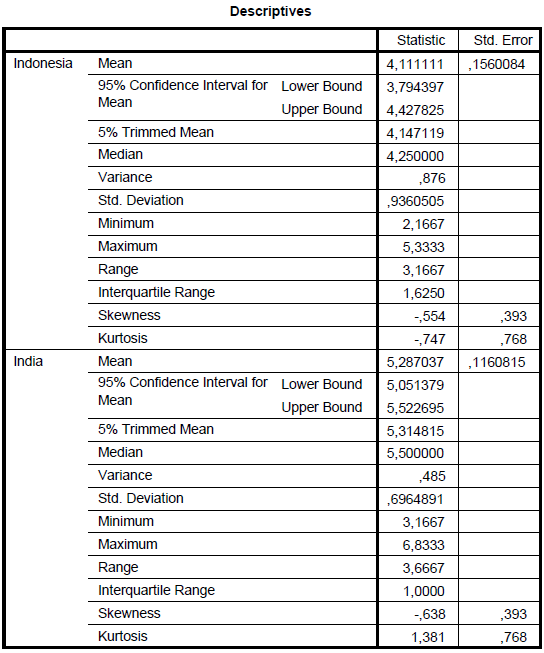 Descriptives
Statistic Std. Error
Indonesia Mean 4,111111 ,1560084
95% Confidence Interval for Mean Lower Bound 3,794397
Upper Bound 4,427825
5% Trimmed Mean 4,147119
Median 4,250000
Variance ,876
Std. Deviation ,9360505
Minimum 2,1667
Maximum 5,3333
Range 3,1667
Interquartile Range 1,6250
Skewness -,554 ,393
Kurtosis -,747 ,768
India Mean 5,287037 ,1160815
95% Confidence Interval for Mean Lower Bound 5,051379
Upper Bound 5,522695
5% Trimmed Mean 5,314815
Median 5,500000
Variance ,485
Std. Deviation ,6964891
Minimum 3,1667
Maximum 6,8333
Range 3,6667
Interquartile Range 1,0000
Skewness -,638 ,393
Kurtosis 1,381 ,768